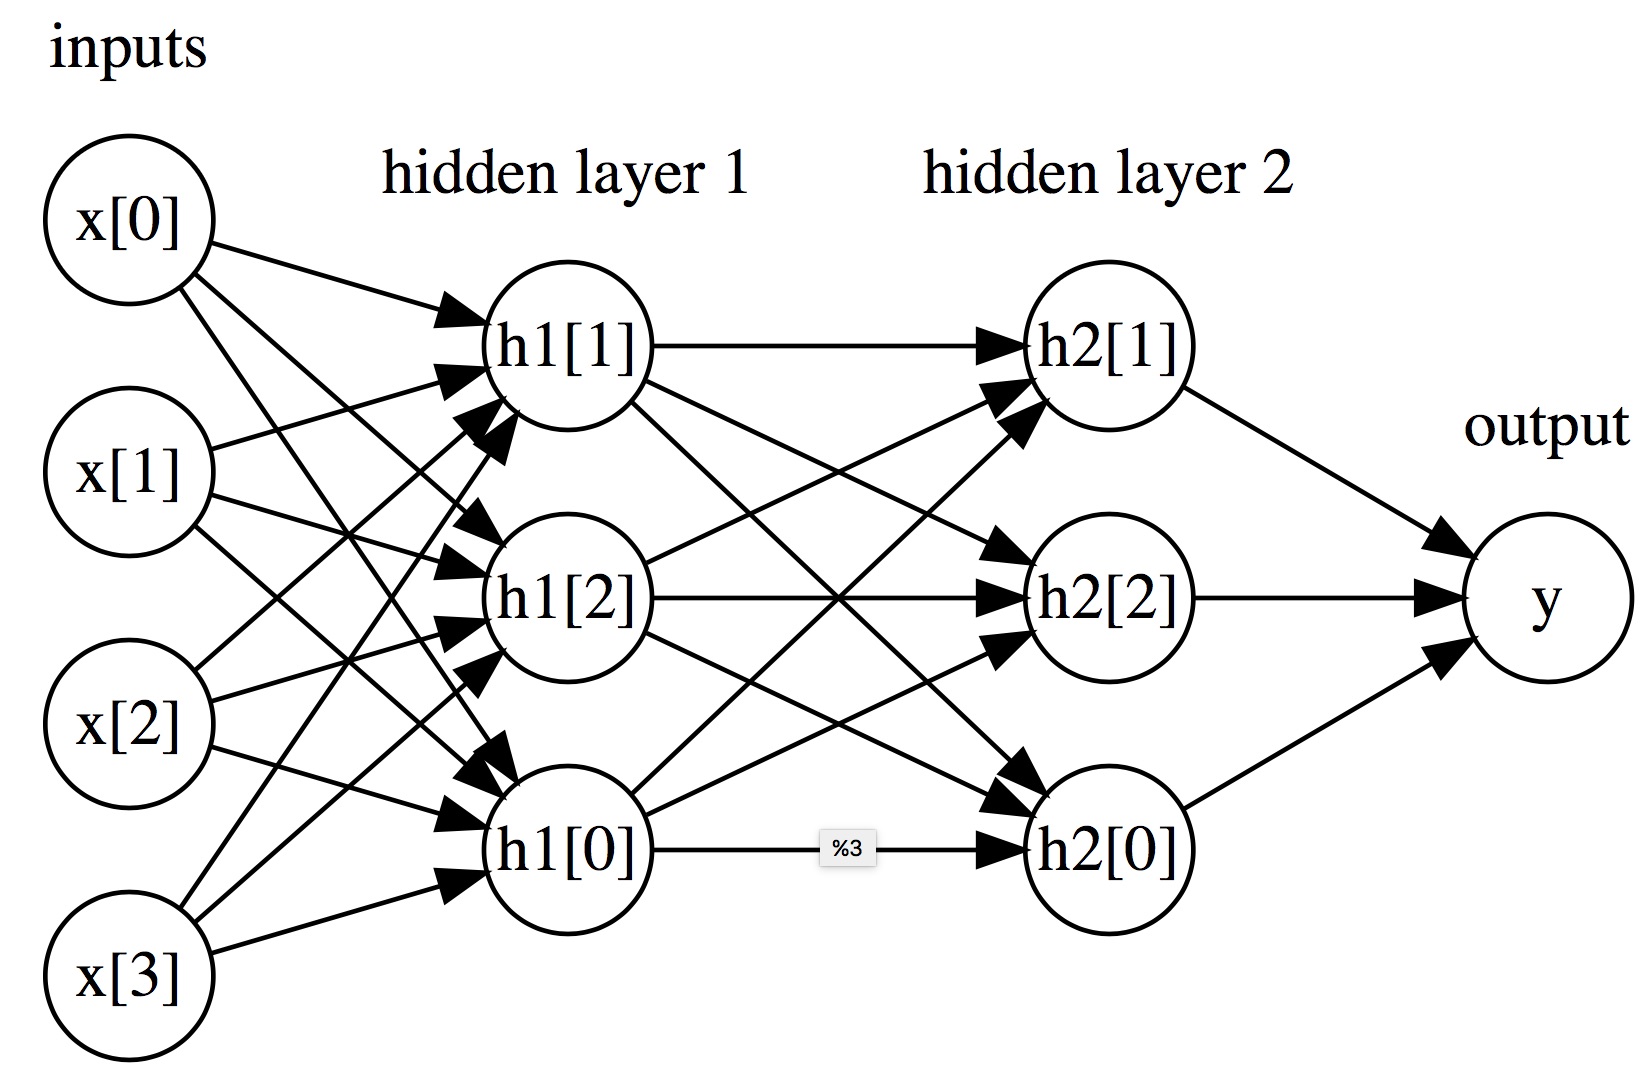 inputs
hidden layer 1
hidden layer 2
output
x[0]
x[1]
x[2]
x[3]
h1[1]
h1[2]
h1[0]
%3
h2[1]
h2[2]
h2[0]
y